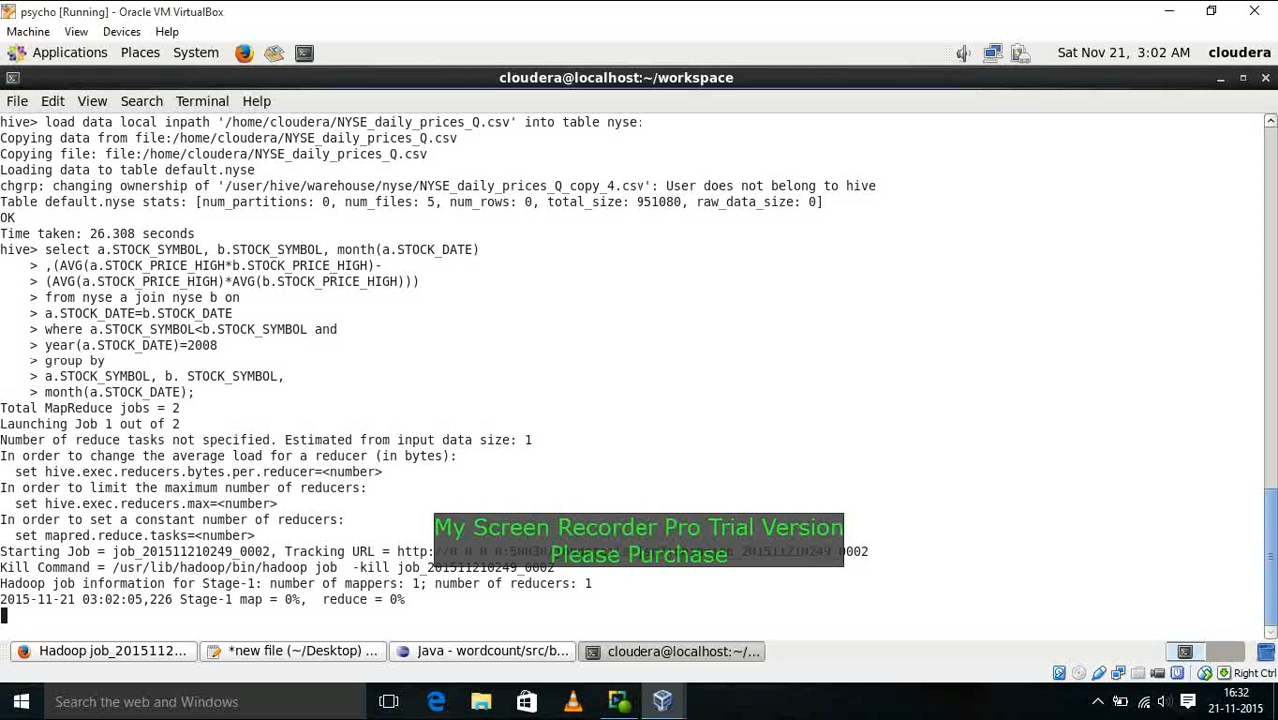 psycho [Running] - Oracle VM VirtualBox
Machine View Devices Help
Applications Places System Sat Nov 21, 3:02 AM cloudera
cloudera@localhost:~/workspace
File Edit View Search Terminal Help
hive> load data local inpath '/home/cloudera/NYSE_daily_prices_Q.csv' into table nyse;
Copying data from file:/home/cloudera/NYSE_daily_prices_Q.csv
Copying file: file:/home/cloudera/NYSE_daily_prices_Q.csv
Loading data to table default.nyse
chgrp: changing ownership of '/user/hive/warehouse/nyse/NYSE_daily_prices_Q_copy_4.csv': User does not belong to hive
Table default.nyse stats: [num_partitions: 0, num_files: 5, num_rows: 0, total_size: 951080, raw_data_size: 0]
OK
Time taken: 26.308 seconds
hive> select a.STOCK_SYMBOL, b.STOCK_SYMBOL, month(a.STOCK_DATE)
> ,(AVG(a.STOCK_PRICE_HIGH*b.STOCK_PRICE_HIGH)-
> (AVG(a.STOCK_PRICE_HIGH)*AVG(b.STOCK_PRICE_HIGH)))
> from nyse a join nyse b on
> a.STOCK_DATE=b.STOCK_DATE
> where a.STOCK_SYMBOL<b.STOCK_SYMBOL and
> year(a.STOCK_DATE)=2008
> group by
> a.STOCK_SYMBOL, b. STOCK_SYMBOL,
> month(a.STOCK_DATE);
Total MapReduce jobs = 2
Launching Job 1 out of 2
Number of reduce tasks not specified. Estimated from input data size: 1
In order to change the average load for a reducer (in bytes):
set hive.exec.reducers.bytes.per.reducer=<number>
In order to limit the maximum number of reducers:
set hive.exec.reducers.max=<number>
In order to set a constant number of reducers:
set mapred.reduce.tasks=<number>
My Screen Recorder Pro Trial Version
Please Purchase
Starting Job = job_201511210249_0002, Tracking URL = 201511210249_0002
Kill Command = /usr/lib/hadoop/bin/hadoop job -kill job_201511210249_0002
Hadoop job information for Stage-1: number of mappers: 1; number of reducers: 1
2015-11-21 03:02:05,226 Stage-1 map = 0%, reduce = 0%
Hadoop job_2015112... *new file (~/Desktop) ... Java - wordcount/src/b... cloudera@localhost:~/...
Right Ctrl
Search the web and Windows
16:32
21-11-2015